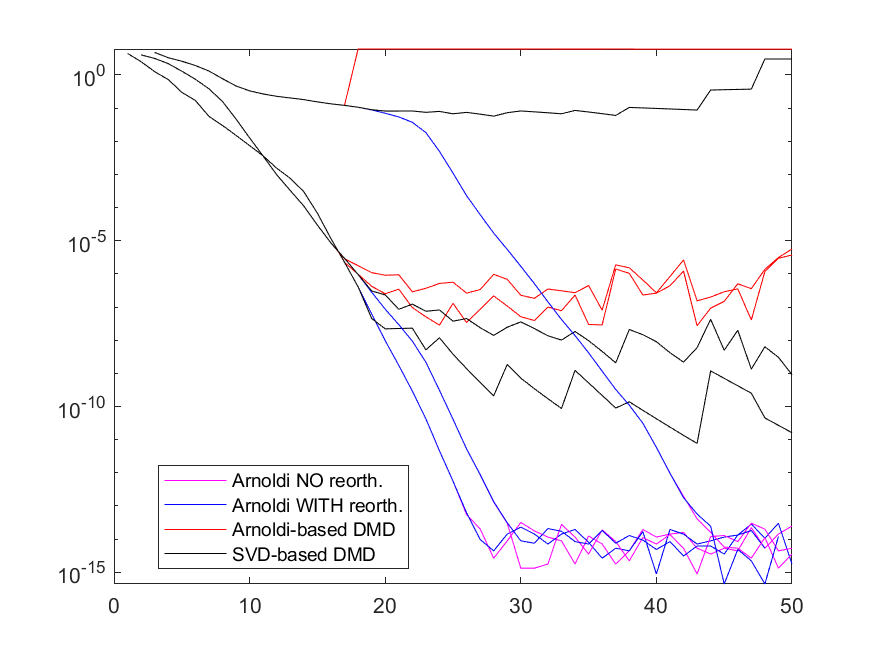 10^0
10^-5
10^-10
10^-15
Arnoldi NO reorth.
Arnoldi WITH reorth.
Arnoldi-based DMD
SVD-based DMD
0 10 20 30 40 50